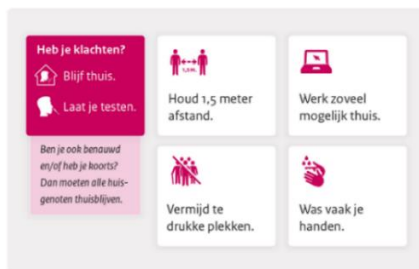 Heb je klachten?
Blijf thuis.
Laat je testen.
Ben je ook benauwd
en/of heb je koorts?
Dan moeten alle huis-
genoten thuisblijven.
1,5 M.
Houd 1,5 meter
afstand.
Werk zoveel
mogelijk thuis.
Vermijd te
drukke plekken.
Was vaak je
handen.